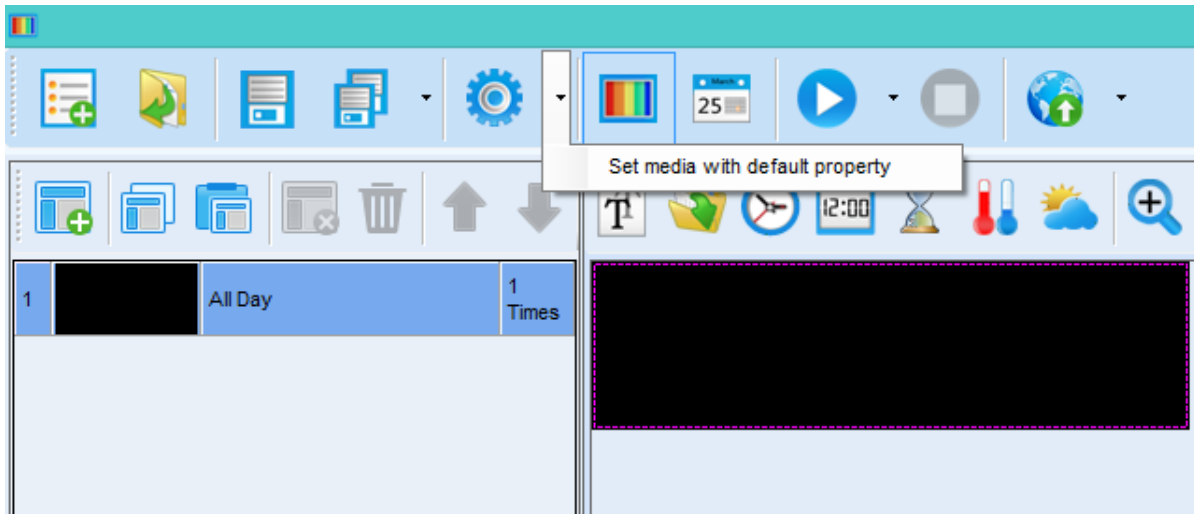 March
25
Set media with default property
T
12:00
1
All Day
1
Times